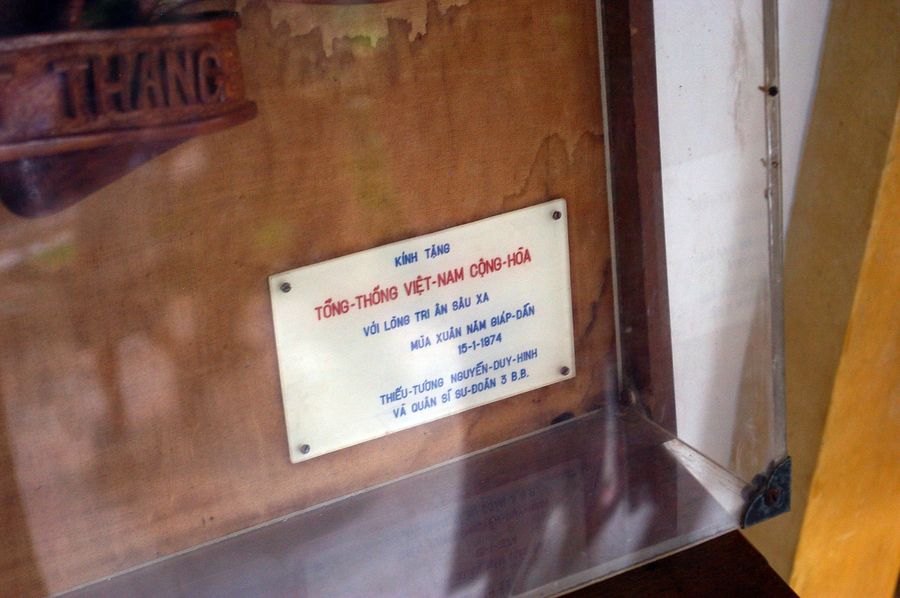 THANG
KÍNH TẶNG
TỔNG-THỐNG VIỆT-NAM CỘNG-HÒA
VỚI LÒNG TRI ÂN SÂU XA
MÙA XUÂN NĂM GIÁP-DẦN
15-1-1974
THIẾU-TƯỚNG NGUYỄN-DUY-HINH
VÀ QUÂN SĨ SƯ-ĐOÀN 3 B.B.